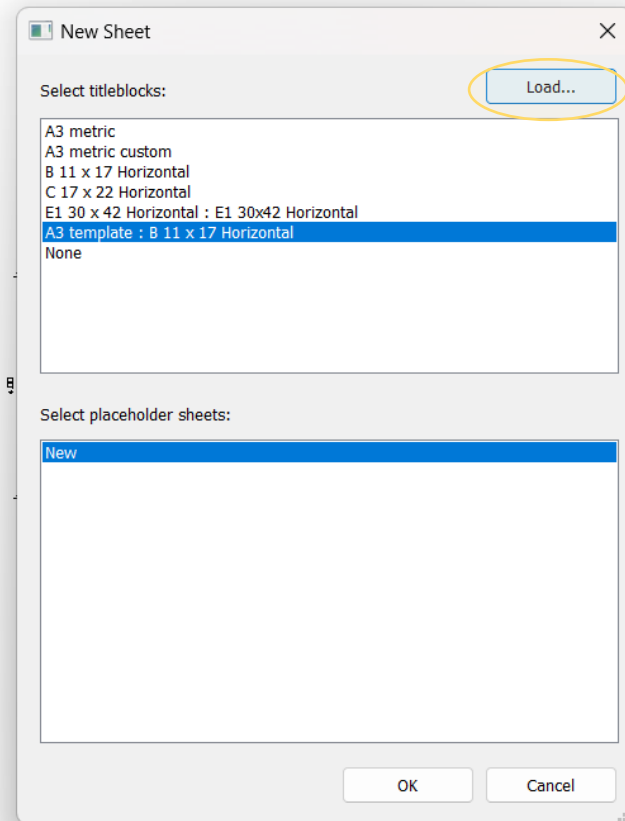 New Sheet
Select titleblocks:
Load...
A3 metric
A3 metric custom
B 11 x 17 Horizontal
C 17 x 22 Horizontal
E1 30 x 42 Horizontal : E1 30x42 Horizontal
A3 template : B 11 x 17 Horizontal
None
Select placeholder sheets:
New
OK
Cancel